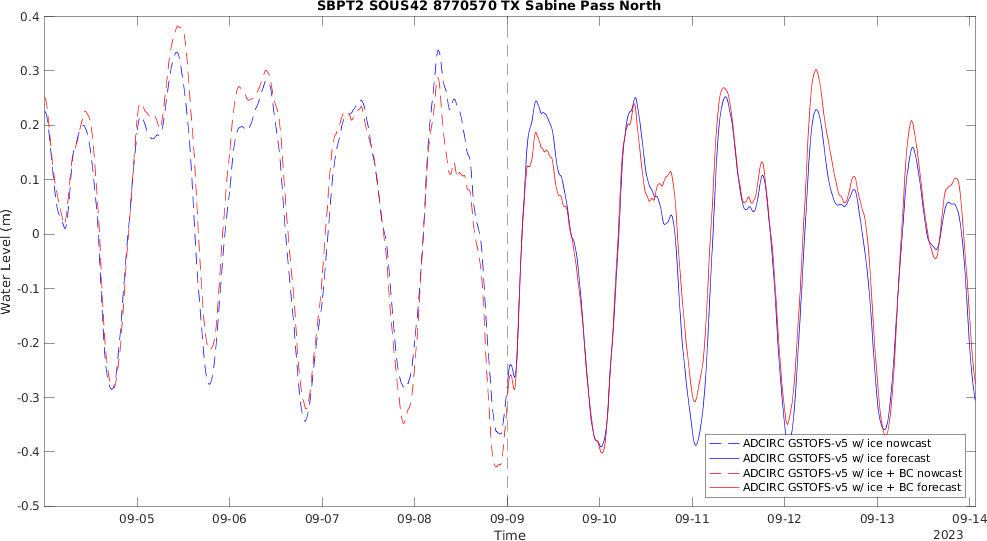 SBPT2 SOUS42 8770570 TX Sabine Pass North
0.4
0.3
0.2
0.1
0
-0.1
-0.2
-0.3
-0.4
-0.5
Water Level (m)
ADCIRC GSTOFS-v5 w/ ice nowcast
ADCIRC GSTOFS-v5 w/ ice forecast
ADCIRC GSTOFS-v5 w/ ice + BC nowcast
ADCIRC GSTOFS-v5 w/ ice + BC forecast
09-05 09-06 09-07 09-08 09-09 09-10 09-11 09-12 09-13 09-14
Time
2023